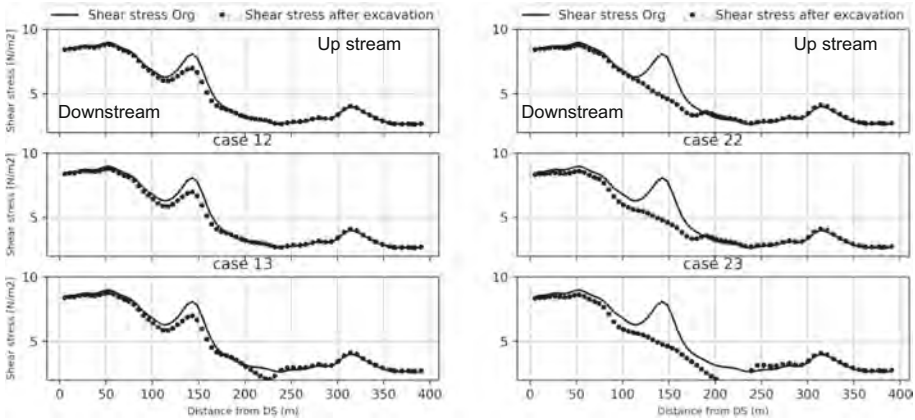 Shear stress Org Shear stress after excavation
Shear stress Org Shear stress after excavation
10
5
Shear stress [N/m2]
Up stream
Downstream
10
5
Up stream
Downstream
case 12
case 22
10
5
Shear stress [N/m2]
10
5
case 13
case 23
10
5
Shear stress [N/m2]
10
5
0 50 100 150 200 250 300 350 400
0 50 100 150 200 250 300 350 400
Distance from DS (m)
Distance from DS (m)